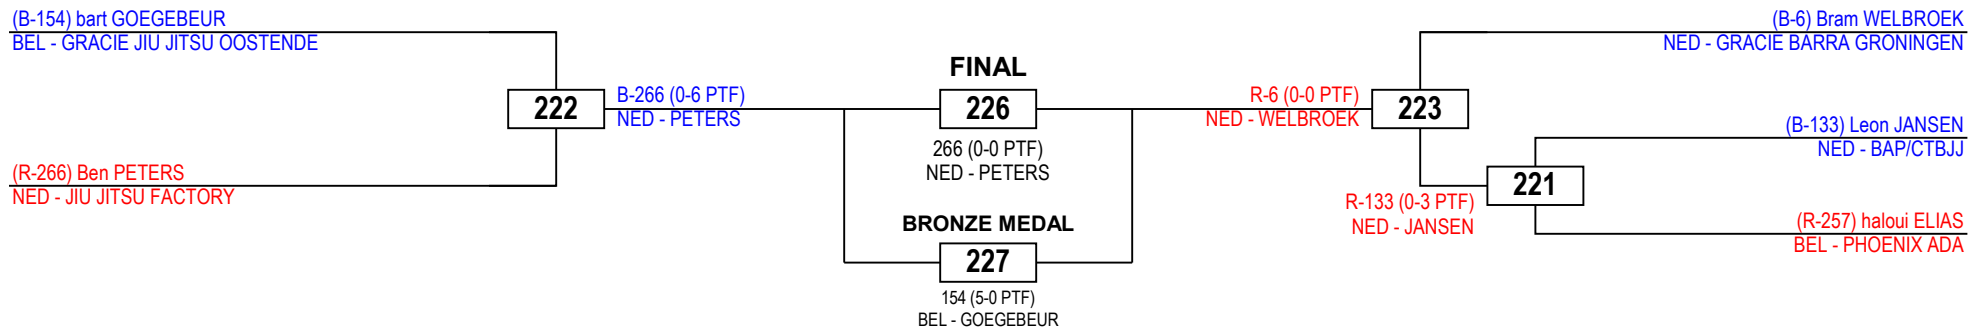 (B-154) bart GOEGEBEUR
BEL - GRACIE JIU JITSU OOSTENDE
222
(R-266) Ben PETERS
NED - JIU JITSU FACTORY
B-266 (0-6 PTF)
NED - PETERS
FINAL
226
266 (0-0 PTF)
NED - PETERS
BRONZE MEDAL
227
154 (5-0 PTF)
BEL - GOEGEBEUR
R-6 (0-0 PTF)
NED - WELBROEK
223
(B-6) Bram WELBROEK
NED - GRACIE BARRA GRONINGEN
R-133 (0-3 PTF)
NED - JANSEN
221
(B-133) Leon JANSEN
NED - BAP/CTBJJ
(R-257) haloui ELIAS
BEL - PHOENIX ADA